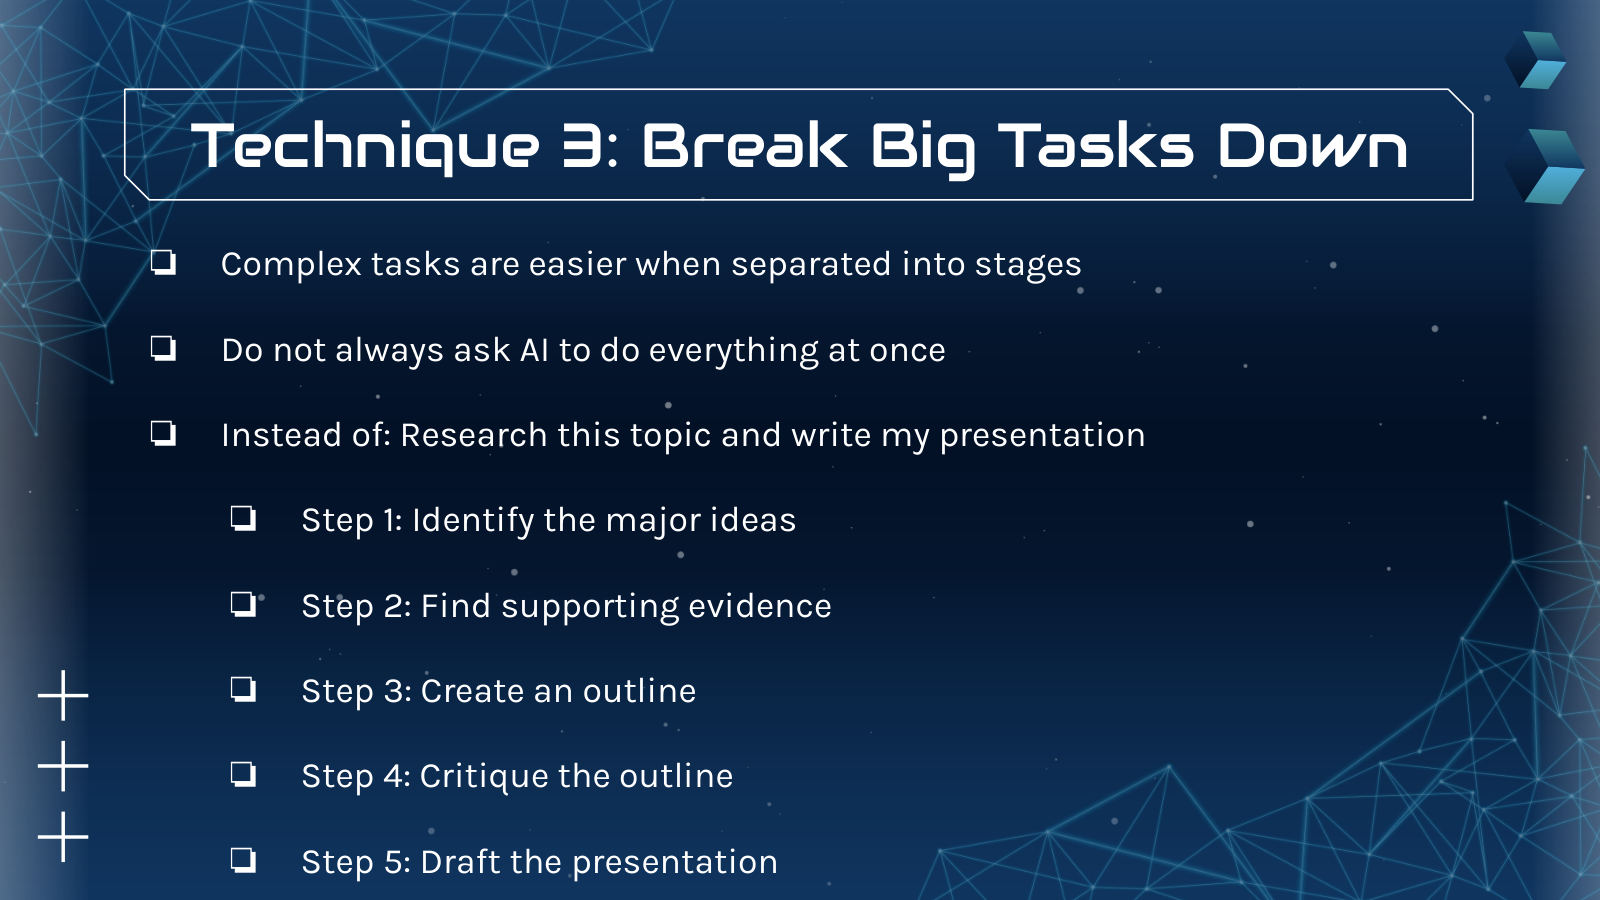 Technique 3: Break Big Tasks Down
❏ Complex tasks are easier when separated into stages
❏ Do not always ask AI to do everything at once
❏ Instead of: Research this topic and write my presentation
❏ Step 1: Identify the major ideas
❏ Step 2: Find supporting evidence
❏ Step 3: Create an outline
❏ Step 4: Critique the outline
❏ Step 5: Draft the presentation